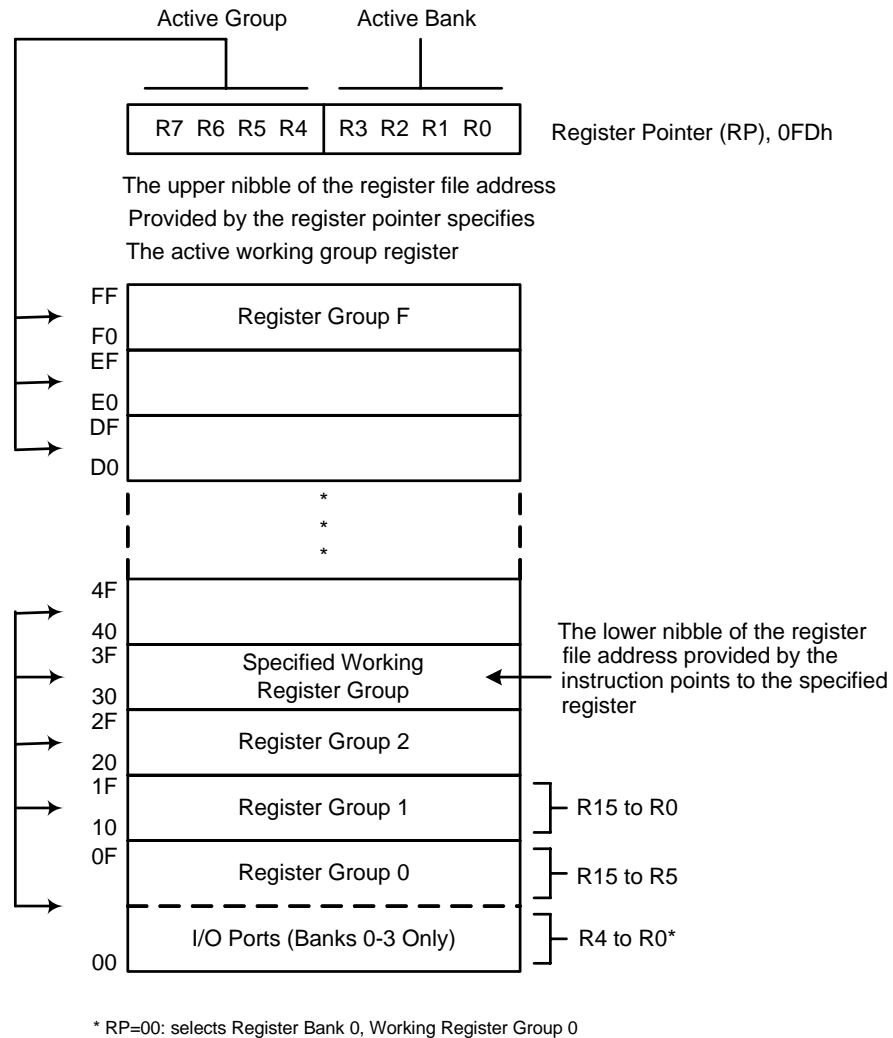 Active Group Active Bank
R7 R6 R5 R4 R3 R2 R1 R0 Register Pointer (RP), 0FDh
The upper nibble of the register file address
Provided by the register pointer specifies
The active working group register
FF
Register Group F
F0
EF
E0
DF
D0
*
*
*
4F
40
3F
Specified Working
Register Group
30
The lower nibble of the register
file address provided by the
instruction points to the specified
register
2F
Register Group 2
20
1F
Register Group 1 R15 to R0
10
0F
Register Group 0 R15 to R5
I/O Ports (Banks 0-3 Only) R4 to R0*
00
* RP=00: selects Register Bank 0, Working Register Group 0